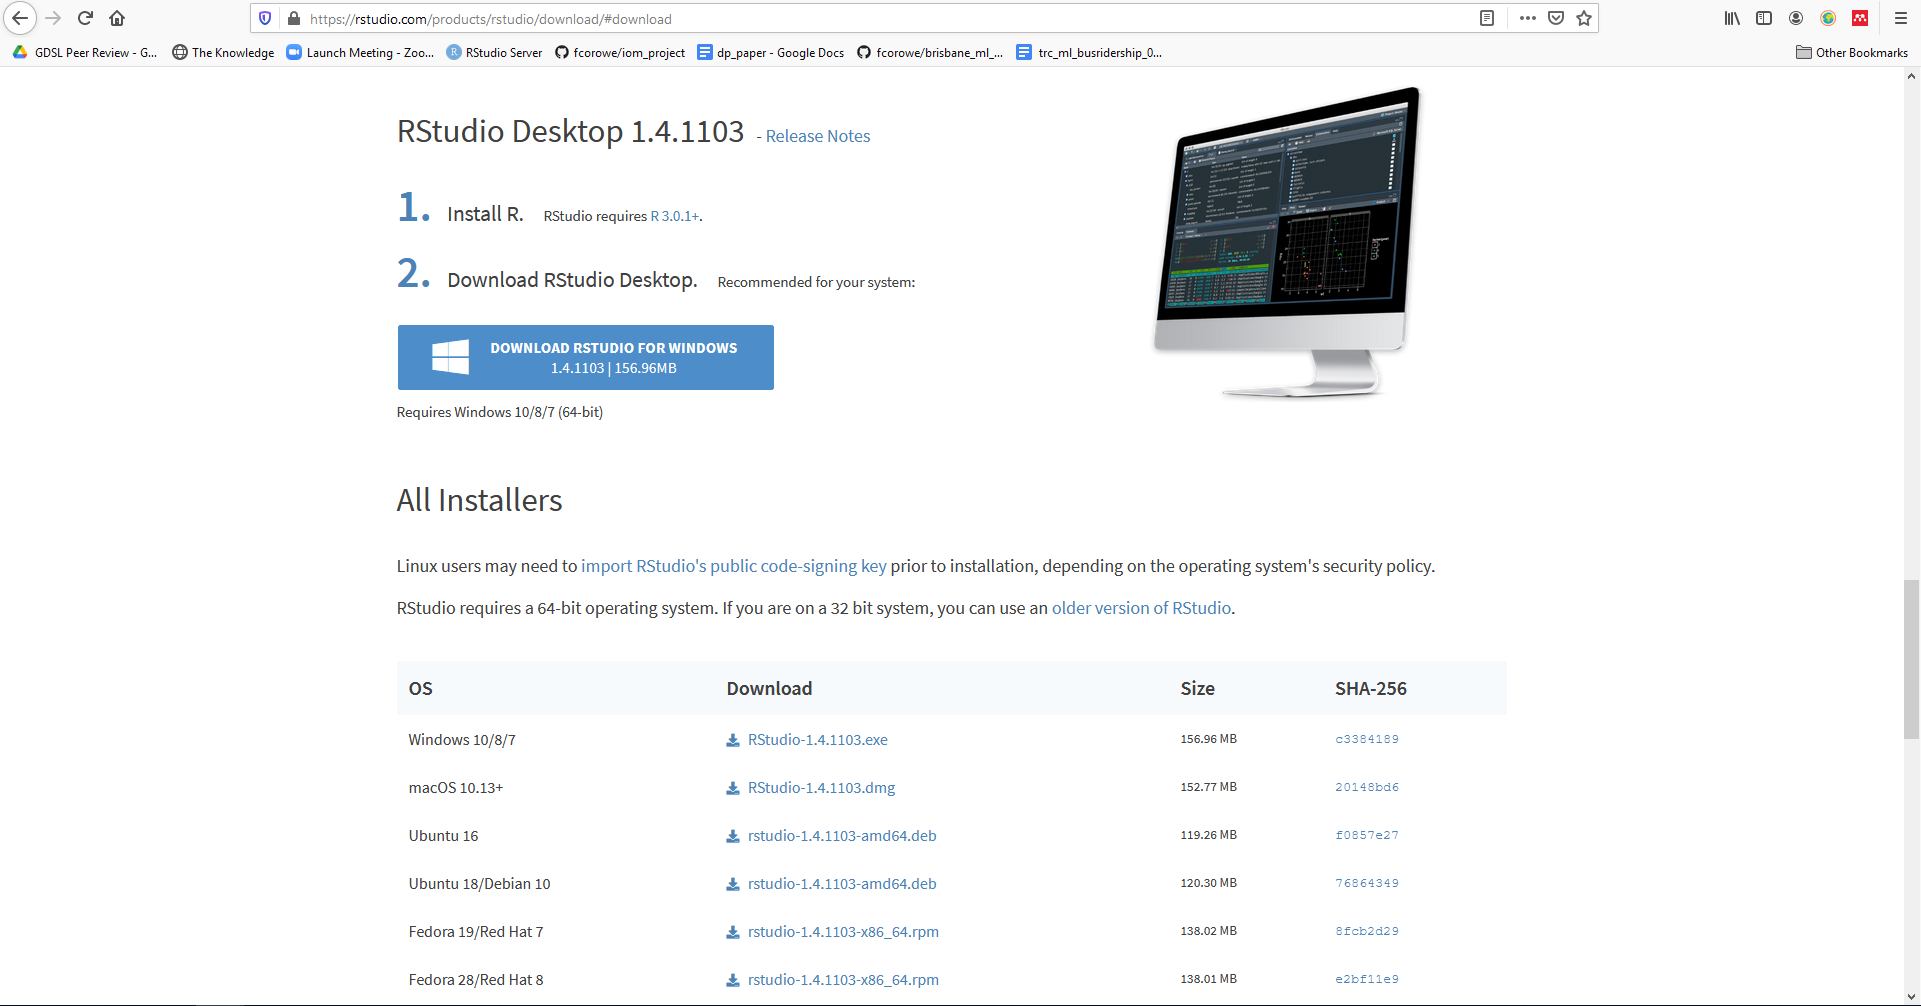 https://rstudio.com/products/rstudio/download/#download
GDSL Peer Review - G...
The Knowledge
Launch Meeting - Zoo...
RStudio Server
fcorowe/iom_project
dp_paper - Google Docs
fcorowe/brisbane_ml_...
trc_ml_busridership_0...
Other Bookmarks
RStudio Desktop 1.4.1103 - Release Notes
1. Install R. RStudio requires R 3.0.1+.
2. Download RStudio Desktop. Recommended for your system:
DOWNLOAD RSTUDIO FOR WINDOWS
1.4.1103 | 156.96MB
Requires Windows 10/8/7 (64-bit)
All Installers
Linux users may need to import RStudio's public code-signing key prior to installation, depending on the operating system's security policy.
RStudio requires a 64-bit operating system. If you are on a 32 bit system, you can use an older version of RStudio.
OS Download Size SHA-256
Windows 10/8/7 RStudio-1.4.1103.exe 156.96 MB c3384189
macOS 10.13+ RStudio-1.4.1103.dmg 152.77 MB 20148bd6
Ubuntu 16 rstudio-1.4.1103-amd64.deb 119.26 MB f0857e27
Ubuntu 18/Debian 10 rstudio-1.4.1103-amd64.deb 120.30 MB 76864349
Fedora 19/Red Hat 7 rstudio-1.4.1103-x86_64.rpm 138.02 MB 8fcb2d29
Fedora 28/Red Hat 8 rstudio-1.4.1103-x86_64.rpm 138.01 MB e2bf11e9